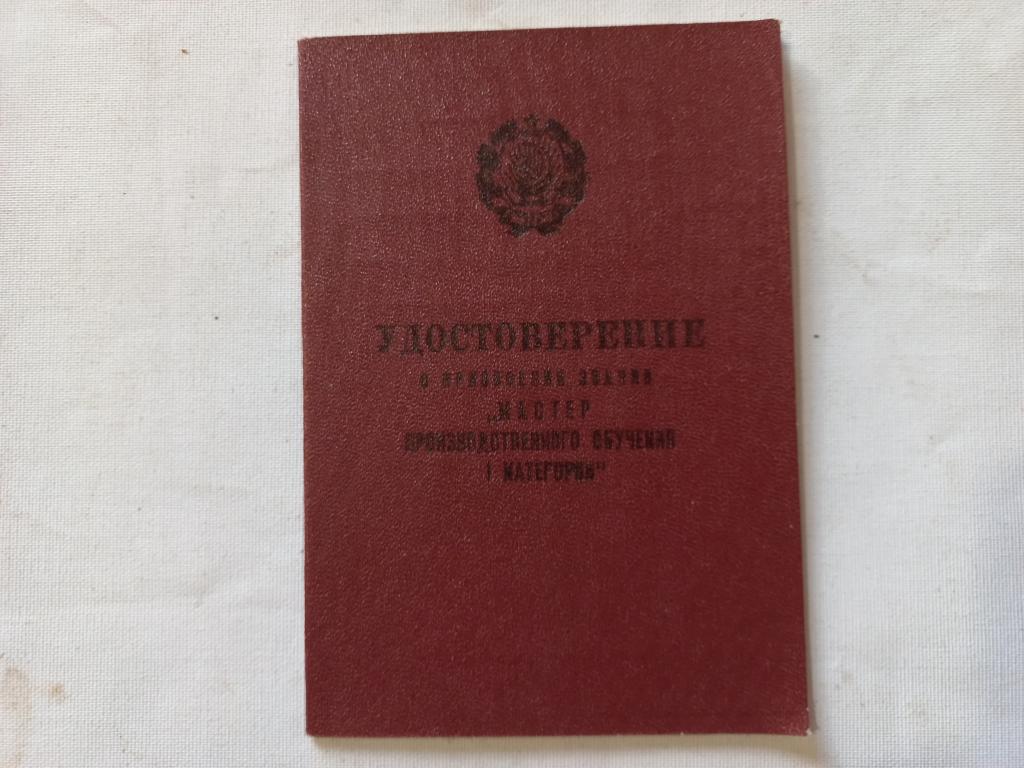 УДОСТОВЕРЕНИЕ
О ПРИСВОЕНИИ ЗВАНИЯ
„МАСТЕР
ПРОИЗВОДСТВЕННОГО ОБУЧЕНИЯ
I КАТЕГОРИИ"